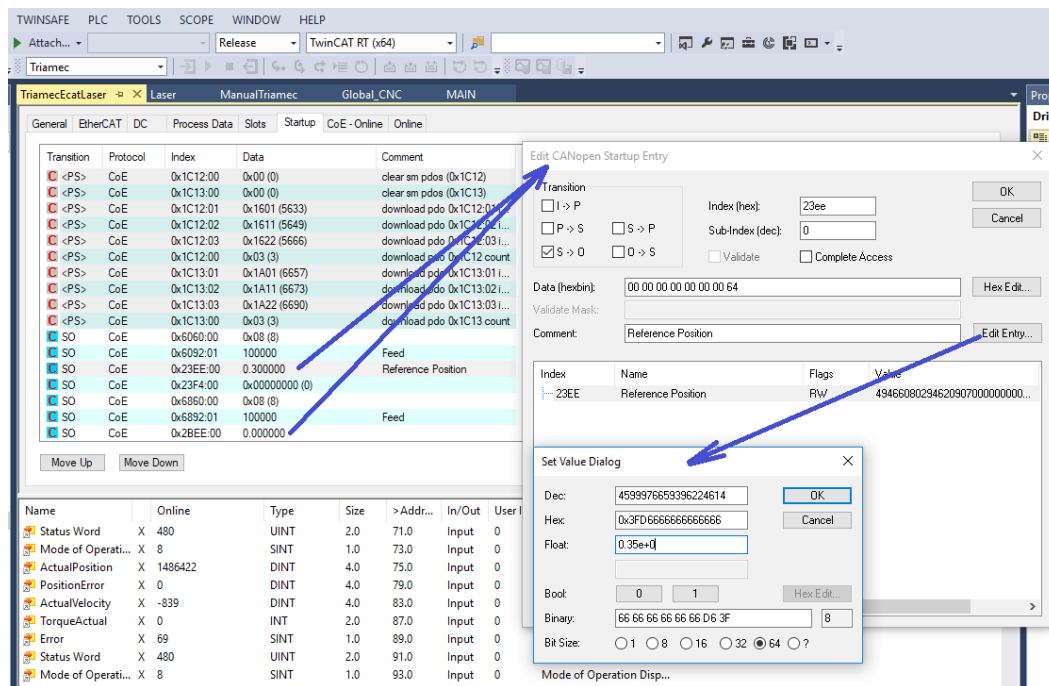 TWINSAFE PLC TOOLS SCOPE WINDOW HELP
Attach... Release TwinCAT RT (x64)
Triamec
TriamecEcatLaser Laser ManualTriamec Global_CNC MAIN Pro
Dri
General EtherCAT DC Process Data Slots Startup CoE - Online Online
Transition Protocol Index Data Comment
C <PS> CoE 0x1C12:00 0x00 (0) clear sm pdos (0x1C12)
C <PS> CoE 0x1C13:00 0x00 (0) clear sm pdos (0x1C13)
C <PS> CoE 0x1C12:01 0x1601 (5633) download pdo 0x1C12:01 i...
C <PS> CoE 0x1C12:02 0x1611 (5649) download pdo 0x1C12:02 i...
C <PS> CoE 0x1C12:03 0x1622 (5666) download pdo 0x1C12:03 i...
C <PS> CoE 0x1C12:00 0x03 (3) download pdo 0x1C12 count
C <PS> CoE 0x1C13:01 0x1A01 (6657) download pdo 0x1C13:01 i...
C <PS> CoE 0x1C13:02 0x1A11 (6673) download pdo 0x1C13:02 i...
C <PS> CoE 0x1C13:03 0x1A22 (6690) download pdo 0x1C13:03 i...
C <PS> CoE 0x1C13:00 0x03 (3) download pdo 0x1C13 count
C SO CoE 0x6060:00 0x08 (8)
C SO CoE 0x6092:01 100000 Feed
C SO CoE 0x23EE:00 0.300000 Reference Position
C SO CoE 0x23F4:00 0x00000000 (0)
C SO CoE 0x6860:00 0x08 (8)
C SO CoE 0x6892:01 100000 Feed
C SO CoE 0x2BEE:00 0.000000
Move Up Move Down
Edit CANopen Startup Entry
Transition
I -> P
P -> S S -> P
S -> O O -> S
Index (hex): 23ee
Sub-Index (dec): 0
Validate Complete Access
OK
Cancel
Data (hexbin): 00 00 00 00 00 00 00 64 Hex Edit...
Validate Mask:
Comment: Reference Position Edit Entry...
Index Name Flags Value
23EE Reference Position RW 49466080294620907000000000...
Set Value Dialog
Dec: 4599976659396224614 OK
Hex: 0x3FD6666666666666 Cancel
Float: 0.35e+0
Bool: 0 1 Hex Edit...
Binary: 66 66 66 66 66 66 D6 3F 8
Bit Size: 1 8 16 32 64 ?
Name Online Type Size >Addr... In/Out User I
Status Word X 480 UINT 2.0 71.0 Input 0
Mode of Operati... X 8 SINT 1.0 73.0 Input 0
ActualPosition X 1486422 DINT 4.0 75.0 Input 0
PositionError X 0 DINT 4.0 79.0 Input 0
ActualVelocity X -839 DINT 4.0 83.0 Input 0
TorqueActual X 0 INT 2.0 87.0 Input 0
Error X 69 SINT 1.0 89.0 Input 0
Status Word X 480 UINT 2.0 91.0 Input 0
Mode of Operati... X 8 SINT 1.0 93.0 Input 0 Mode of Operation Disp...